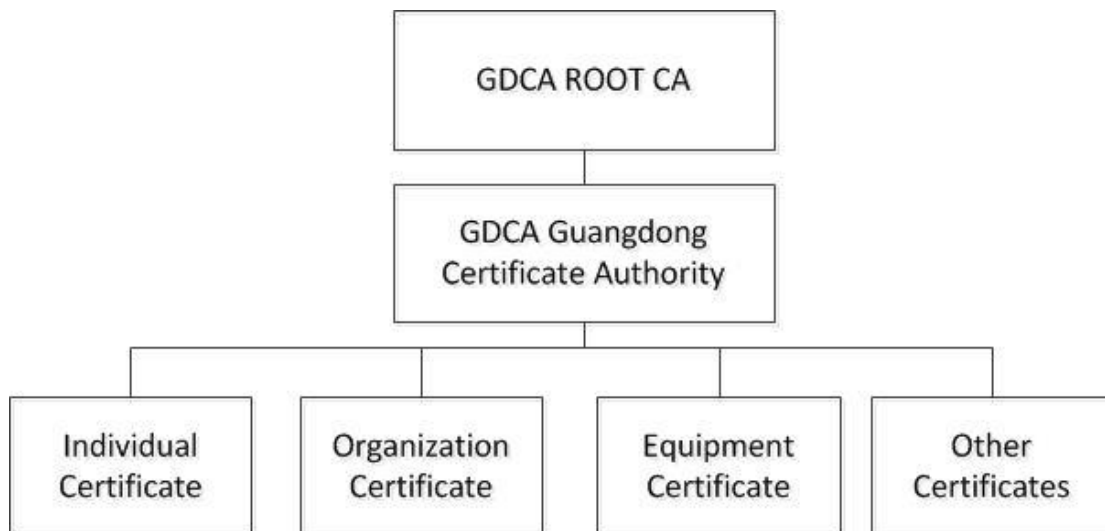 GDCA ROOT CA
GDCA Guangdong
Certificate Authority
Individual
Certificate
Organization
Certificate
Equipment
Certificate
Other
Certificates